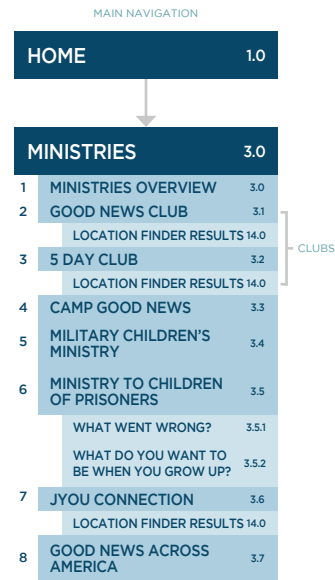 MAIN NAVIGATION
HOME 1.0
MINISTRIES 3.0
1 MINISTRIES OVERVIEW 3.0
2 GOOD NEWS CLUB 3.1
LOCATION FINDER RESULTS 14.0
CLUBS
3 5 DAY CLUB 3.2
LOCATION FINDER RESULTS 14.0
4 CAMP GOOD NEWS 3.3
5 MILITARY CHILDREN'S
MINISTRY 3.4
6 MINISTRY TO CHILDREN
OF PRISONERS 3.5
WHAT WENT WRONG? 3.5.1
WHAT DO YOU WANT TO
BE WHEN YOU GROW UP? 3.5.2
7 JYOU CONNECTION 3.6
LOCATION FINDER RESULTS 14.0
8 GOOD NEWS ACROSS
AMERICA 3.7